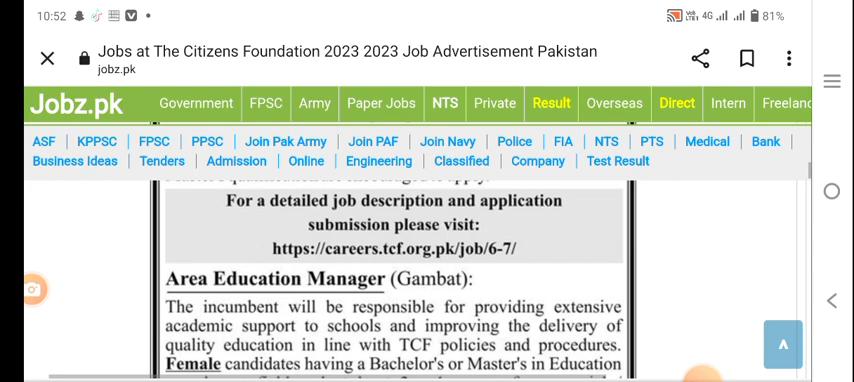 10:52 4G 81%
Jobs at The Citizens Foundation 2023 2023 Job Advertisement Pakistan
jobz.pk
Jobz.pk Government FPSC Army Paper Jobs NTS Private Result Overseas Direct Intern Freelanc
ASF | KPPSC | FPSC | PPSC | Join Pak Army | Join PAF | Join Navy | Police | FIA | NTS | PTS | Medical | Bank |
Business Ideas | Tenders | Admission | Online | Engineering | Classified | Company | Test Result
For a detailed job description and application
submission please visit:
https://careers.tcf.org.pk/job/6-7/
Area Education Manager (Gambat):
The incumbent will be responsible for providing extensive
academic support to schools and improving the delivery of
quality education in line with TCF policies and procedures.
Female candidates having a Bachelor's or Master's in Education